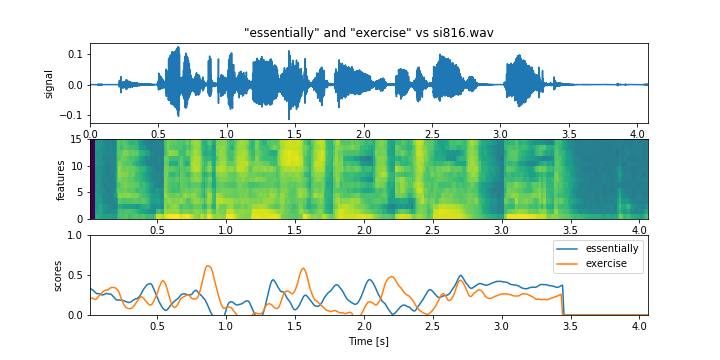 "essentially" and "exercise" vs si816.wav
signal
0.1
0.0
−0.1
0.0 0.5 1.0 1.5 2.0 2.5 3.0 3.5 4.0
features
15
10
5
0
0.5 1.0 1.5 2.0 2.5 3.0 3.5 4.0
scores
1.0
0.5
0.0
essentially
exercise
0.5 1.0 1.5 2.0 2.5 3.0 3.5 4.0
Time [s]